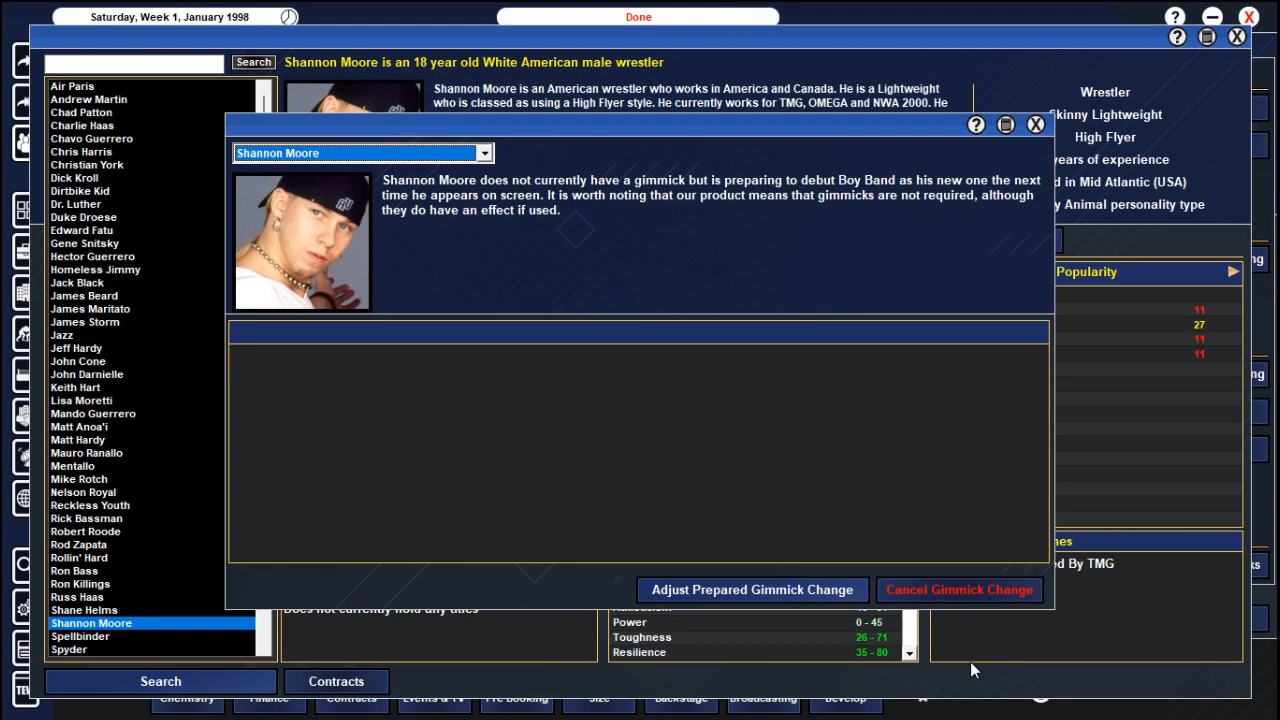 Saturday, Week 1, January 1998
Done
?
X
?
X
Search
Shannon Moore is an 18 year old White American male wrestler
Air Paris
Andrew Martin
Chad Patton
Charlie Haas
Chavo Guerrero
Chris Harris
Christian York
Dick Kroll
Dirtbike Kid
Dr. Luther
Duke Droese
Edward Fatu
Gene Snitsky
Hector Guerrero
Homeless Jimmy
Jack Black
James Beard
James Maritato
James Storm
Jazz
Jeff Hardy
John Cone
John Darnielle
Keith Hart
Lisa Moretti
Mando Guerrero
Matt Anoa'i
Matt Hardy
Mauro Ranallo
Mentallo
Mike Rotch
Nelson Royal
Reckless Youth
Rick Bassman
Robert Roode
Rod Zapata
Rollin' Hard
Ron Bass
Ron Killings
Russ Haas
Shane Helms
Shannon Moore
Spellbinder
Spyder
Shannon Moore is an American wrestler who works in America and Canada. He is a Lightweight
who is classed as using a High Flyer style. He currently works for TMG, OMEGA and NWA 2000. He
Wrestler
Skinny Lightweight
High Flyer
years of experience
d in Mid Atlantic (USA)
y Animal personality type
?
X
Shannon Moore
Shannon Moore does not currently have a gimmick but is preparing to debut Boy Band as his new one the next
time he appears on screen. It is worth noting that our product means that gimmicks are not required, although
they do have an effect if used.
Popularity
11
27
11
11
ed By TMG
Adjust Prepared Gimmick Change
Cancel Gimmick Change
Does not currently hold any titles
Power
0 - 45
Toughness
26 - 71
Resilience
35 - 80
Search
Contracts
Chemistry
Finance
Contracts
Events & TV
Pre Booking
Size
Backstage
Broadcasting
Develop